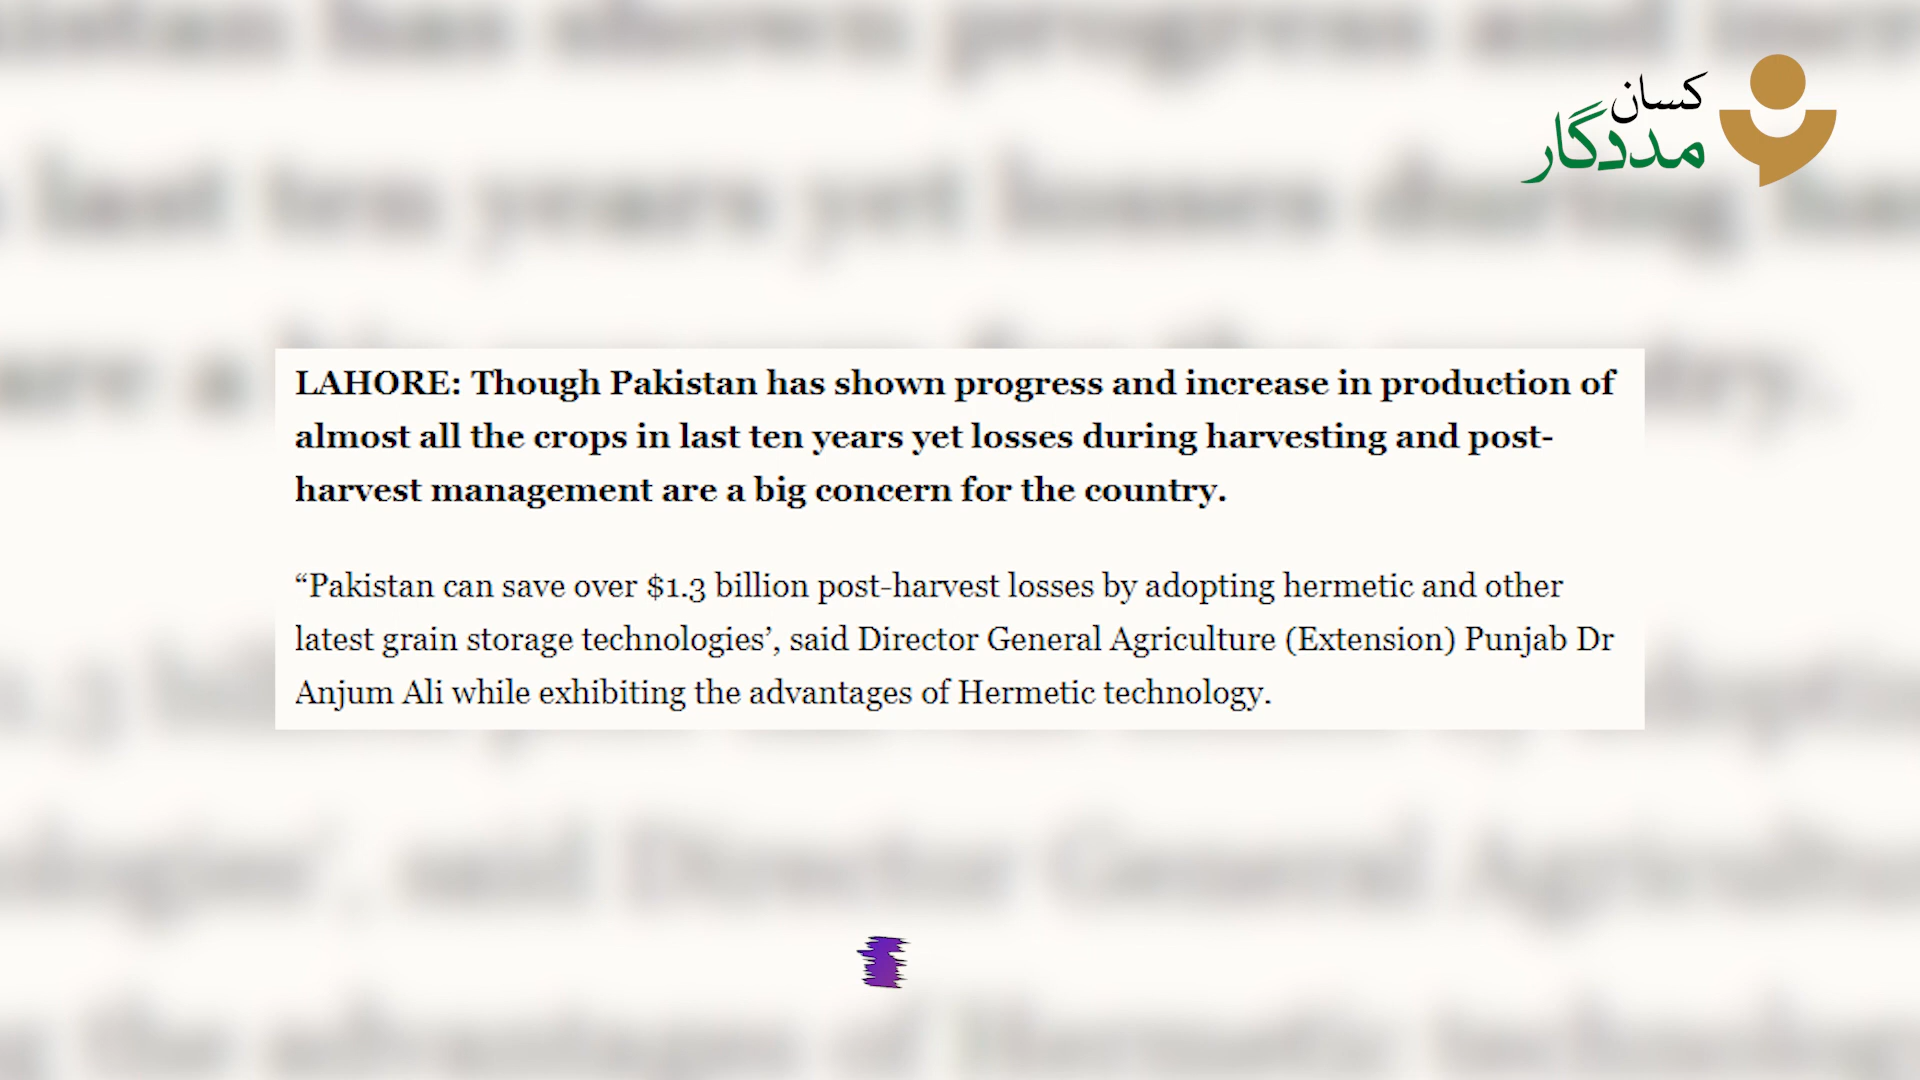 کسان
مددگار
LAHORE: Though Pakistan has shown progress and increase in production of
almost all the crops in last ten years yet losses during harvesting and post-
harvest management are a big concern for the country.
“Pakistan can save over $1.3 billion post-harvest losses by adopting hermetic and other
latest grain storage technologies’, said Director General Agriculture (Extension) Punjab Dr
Anjum Ali while exhibiting the advantages of Hermetic technology.